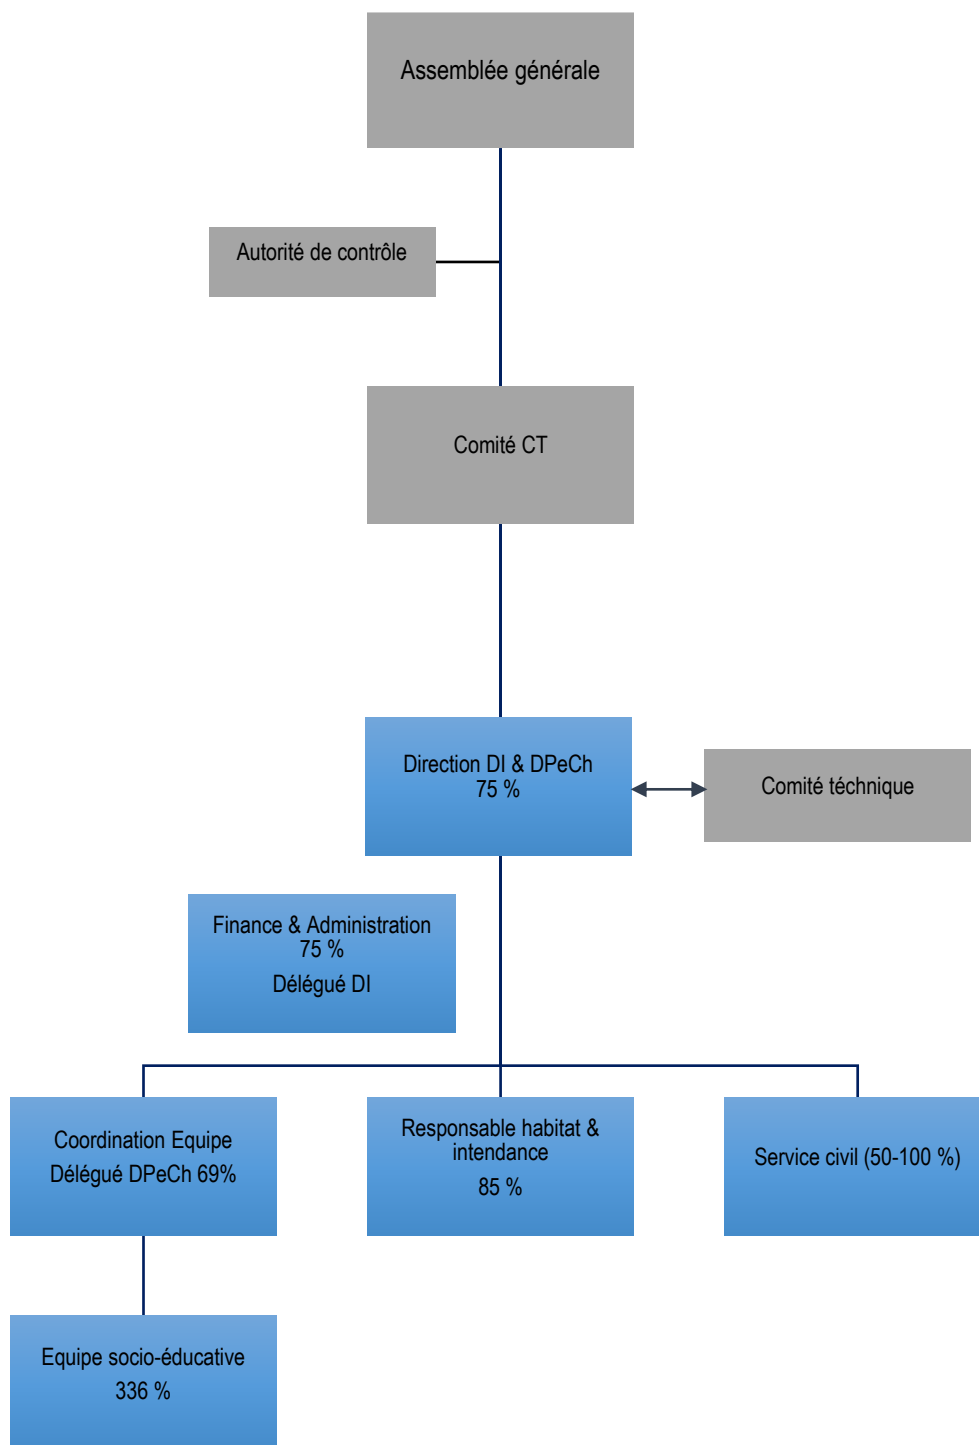 Assemblée générale
Autorité de contrôle
Comité CT
Direction DI & DPeCh
75 %
Comité téchnique
Finance & Administration
75 %
Délégué DI
Coordination Equipe
Délégué DPeCh 69%
Responsable habitat &
intendance
85 %
Service civil (50-100 %)
Equipe socio-éducative
336 %